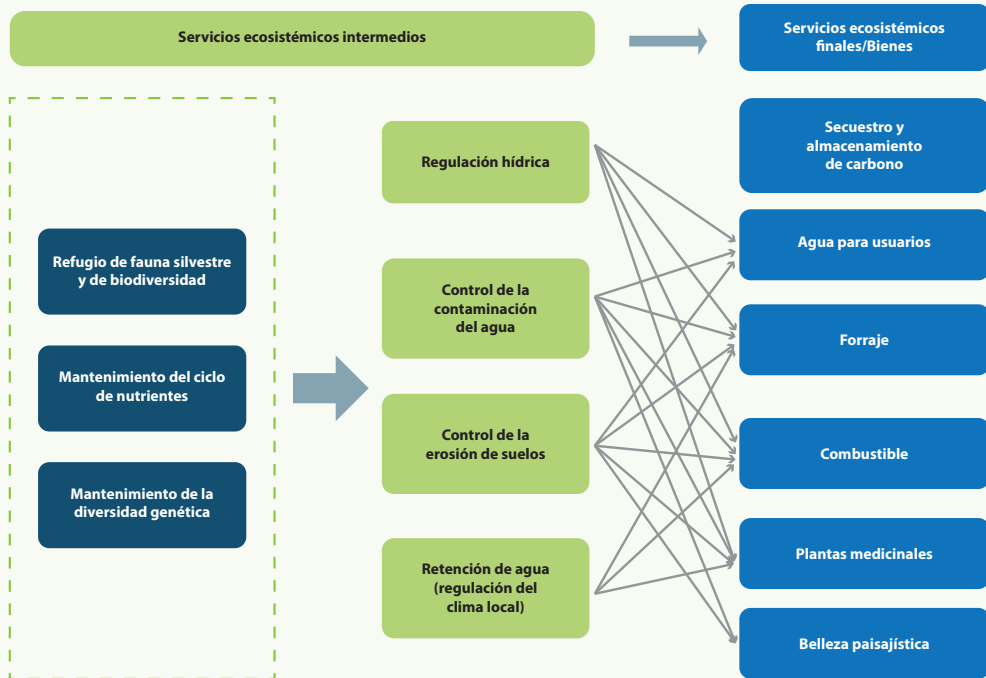 Servicios ecosistémicos intermedios
Servicios ecosistémicos
finales/Bienes
Refugio de fauna silvestre
y de biodiversidad
Mantenimiento del ciclo
de nutrientes
Mantenimiento de la
diversidad genética
Regulación hídrica
Control de la
contaminación
del agua
Control de la
erosión de suelos
Retención de agua
(regulación del
clima local)
Secuestro y
almacenamiento
de carbono
Agua para usuarios
Forraje
Combustible
Plantas medicinales
Belleza paisajística